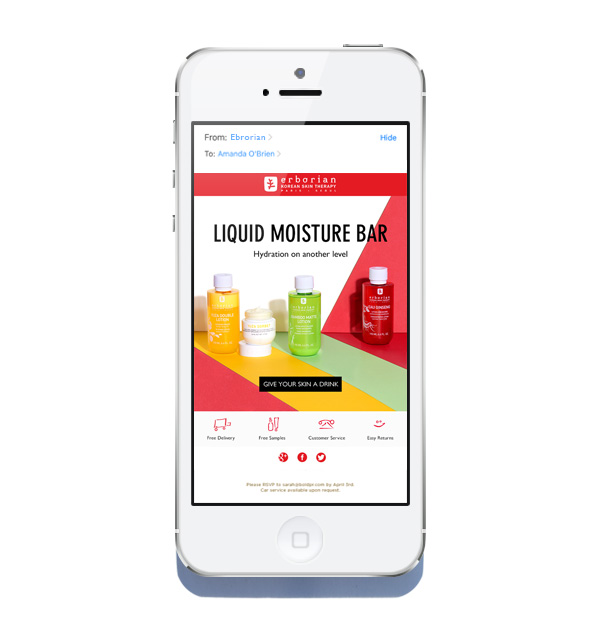 From: Ebrorian
Hide
To: Amanda O'Brien
erborian
KOREAN SKIN THERAPY
PARIS - SEOUL
LIQUID MOISTURE BAR
Hydration on another level
erborian
GIVE YOUR SKIN A DRINK
Free Delivery
Free Samples
Customer Service
Easy Returns
Please RSVP to sarah@bondpr.com by April 3rd.
Car service available upon request.